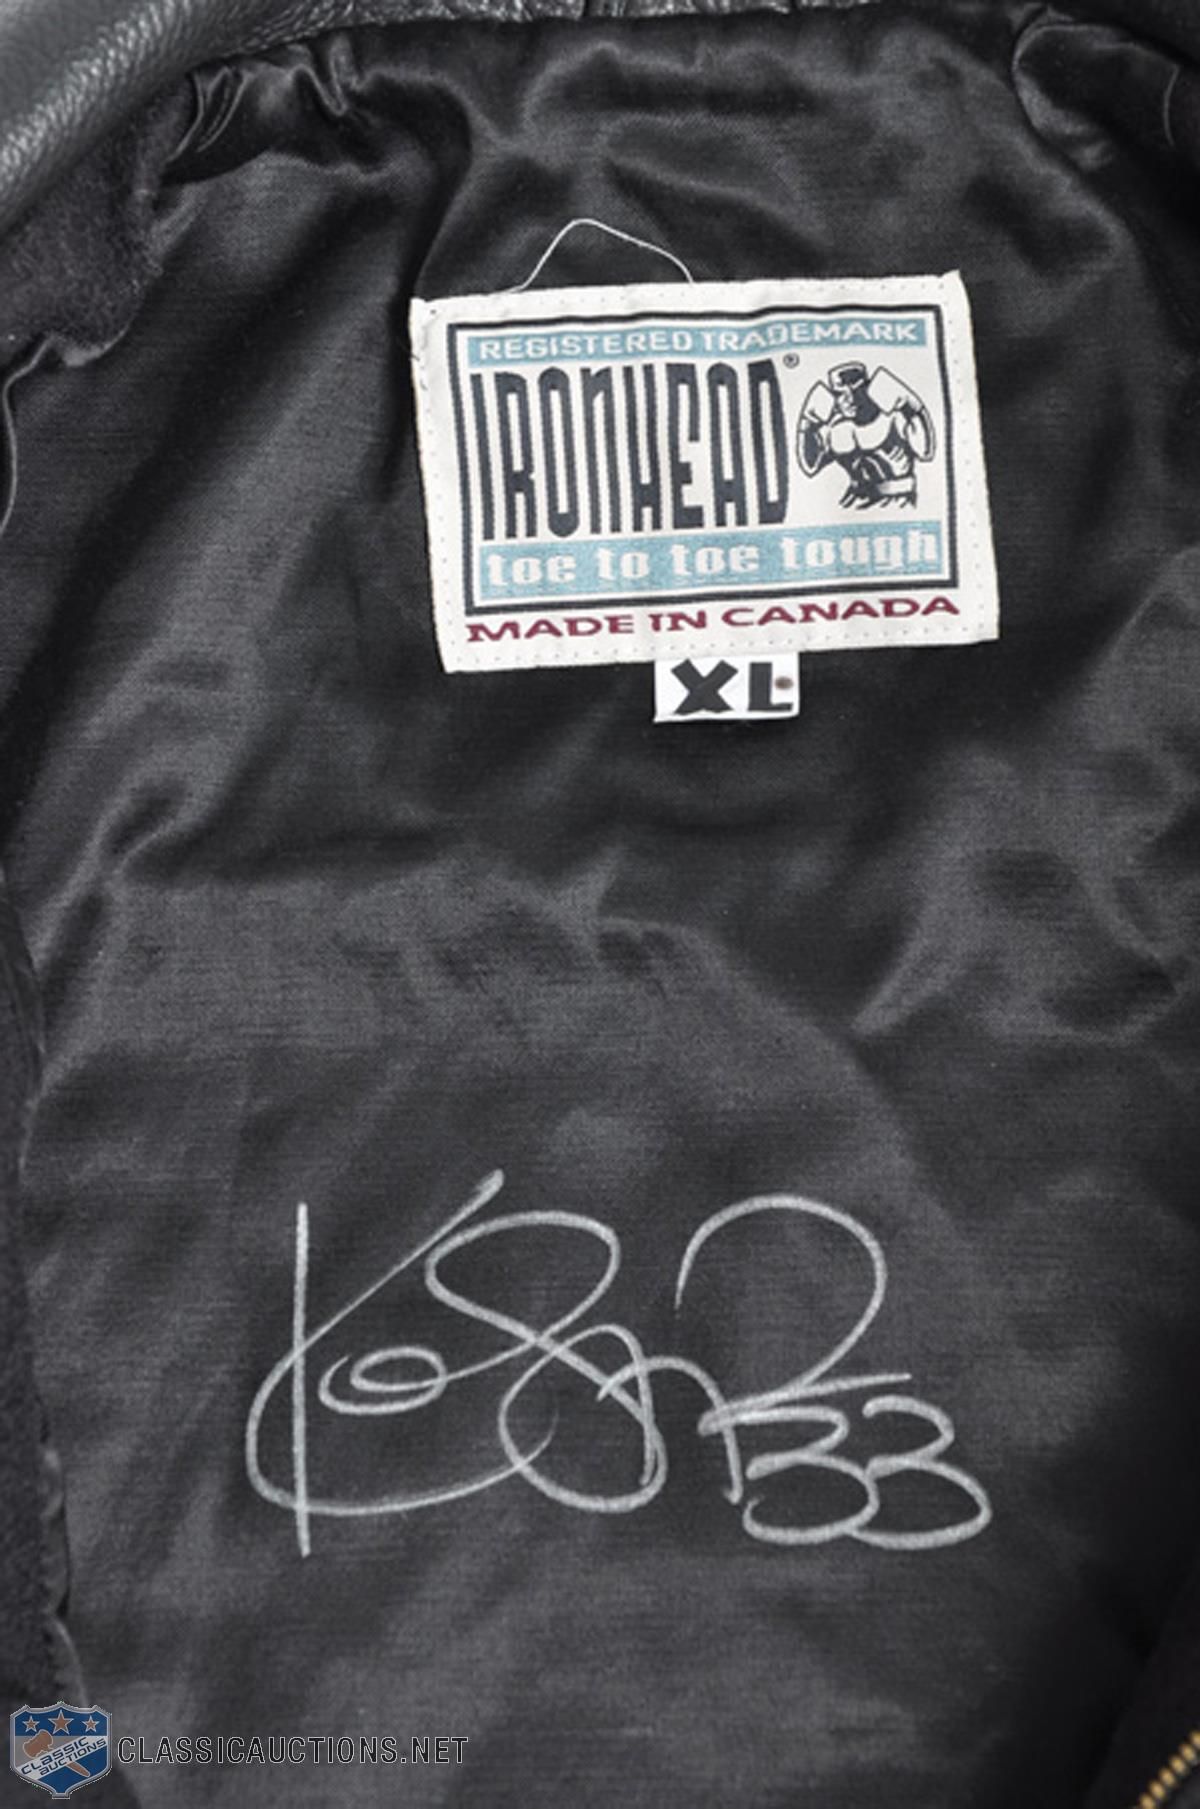 REGISTERED TRADEMARK
IRONHEAD®
toe to toe tough
MADE IN CANADA
XL
33
CLASSIC AUCTIONS
CLASSICAUCTIONS.NET